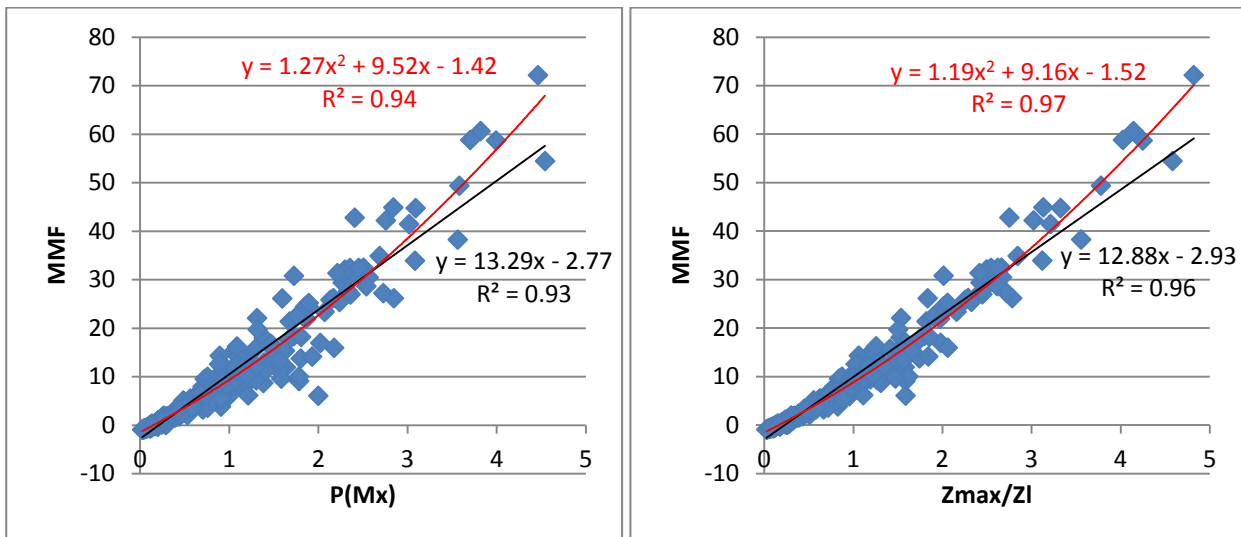 MMF
80
70
60
50
40
30
20
10
0
-10
y = 1.27x² + 9.52x - 1.42
R² = 0.94
y = 13.29x - 2.77
R² = 0.93
0 1 2 3 4 5
P(Mx)
MMF
80
70
60
50
40
30
20
10
0
-10
y = 1.19x² + 9.16x - 1.52
R² = 0.97
y = 12.88x - 2.93
R² = 0.96
0 1 2 3 4 5
Zmax/Zl